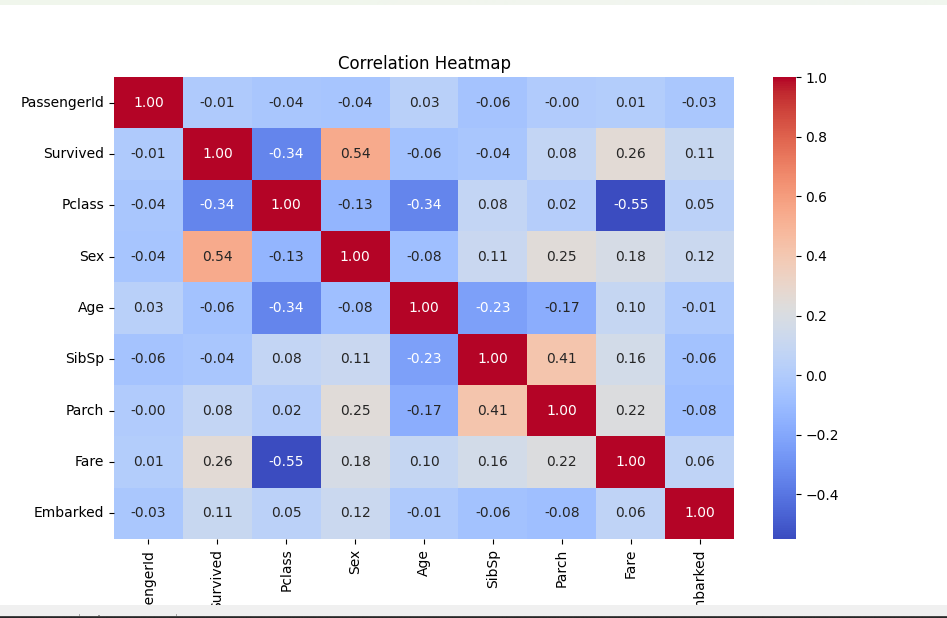 Correlation Heatmap
PassengerId 1.00 -0.01 -0.04 -0.04 0.03 -0.06 -0.00 0.01 -0.03
Survived -0.01 1.00 -0.34 0.54 -0.06 -0.04 0.08 0.26 0.11
Pclass -0.04 -0.34 1.00 -0.13 -0.34 0.08 0.02 -0.55 0.05
Sex -0.04 0.54 -0.13 1.00 -0.08 0.11 0.25 0.18 0.12
Age 0.03 -0.06 -0.34 -0.08 1.00 -0.23 -0.17 0.10 -0.01
SibSp -0.06 -0.04 0.08 0.11 -0.23 1.00 0.41 0.16 -0.06
Parch -0.00 0.08 0.02 0.25 -0.17 0.41 1.00 0.22 -0.08
Fare 0.01 0.26 -0.55 0.18 0.10 0.16 0.22 1.00 0.06
Embarked -0.03 0.11 0.05 0.12 -0.01 -0.06 -0.08 0.06 1.00
engerId
urvived
Pclass
Sex
Age
SibSp
Parch
Fare
barked
1.0
0.8
0.6
0.4
0.2
0.0
−0.2
−0.4